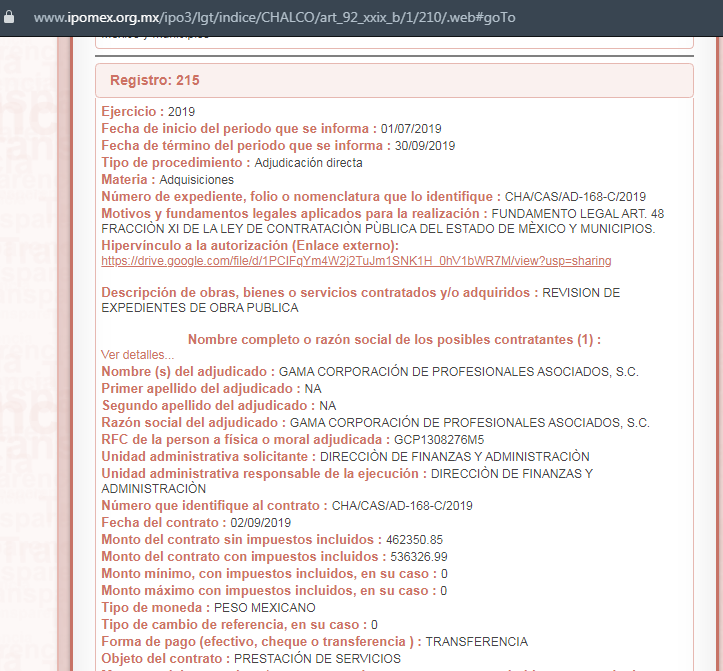 www.ipomex.org.mx/ipo3/lgt/indice/CHALCO/art_92_xxix_b/1/210/.web#goTo
Registro: 215
Ejercicio : 2019
Fecha de inicio del periodo que se informa : 01/07/2019
Fecha de término del periodo que se informa : 30/09/2019
Tipo de procedimiento : Adjudicación directa
Materia : Adquisiciones
Número de expediente, folio o nomenclatura que lo identifique : CHA/CAS/AD-168-C/2019
Motivos y fundamentos legales aplicados para la realización : FUNDAMENTO LEGAL ART. 48
FRACCIÒN XI DE LA LEY DE CONTRATACIÒN PÙBLICA DEL ESTADO DE MÈXICO Y MUNICIPIOS.
Hipervínculo a la autorización (Enlace externo):
https://drive.google.com/file/d/1PCIFqYm4W2j2TuJm1SNK1H_0hV1bWR7M/view?usp=sharing
Descripción de obras, bienes o servicios contratados y/o adquiridos : REVISION DE
EXPEDIENTES DE OBRA PUBLICA
Nombre completo o razón social de los posibles contratantes (1) :
Ver detalles...
Nombre (s) del adjudicado : GAMA CORPORACIÓN DE PROFESIONALES ASOCIADOS, S.C.
Primer apellido del adjudicado : NA
Segundo apellido del adjudicado : NA
Razón social del adjudicado : GAMA CORPORACIÓN DE PROFESIONALES ASOCIADOS, S.C.
RFC de la person a fisica o moral adjudicada : GCP1308276M5
Unidad administrativa solicitante : DIRECCIÒN DE FINANZAS Y ADMINISTRACIÒN
Unidad administrativa responsable de la ejecución : DIRECCIÒN DE FINANZAS Y
ADMINISTRACIÒN
Número que identifique al contrato : CHA/CAS/AD-168-C/2019
Fecha del contrato : 02/09/2019
Monto del contrato sin impuestos incluidos : 462350.85
Monto del contrato con impuestos incluidos : 536326.99
Monto mínimo, con impuestos incluidos, en su caso : 0
Monto máximo con impuestos incluidos, en su caso : 0
Tipo de moneda : PESO MEXICANO
Tipo de cambio de referencia, en su caso : 0
Forma de pago (efectivo, cheque o transferencia ) : TRANSFERENCIA
Objeto del contrato : PRESTACIÓN DE SERVICIOS